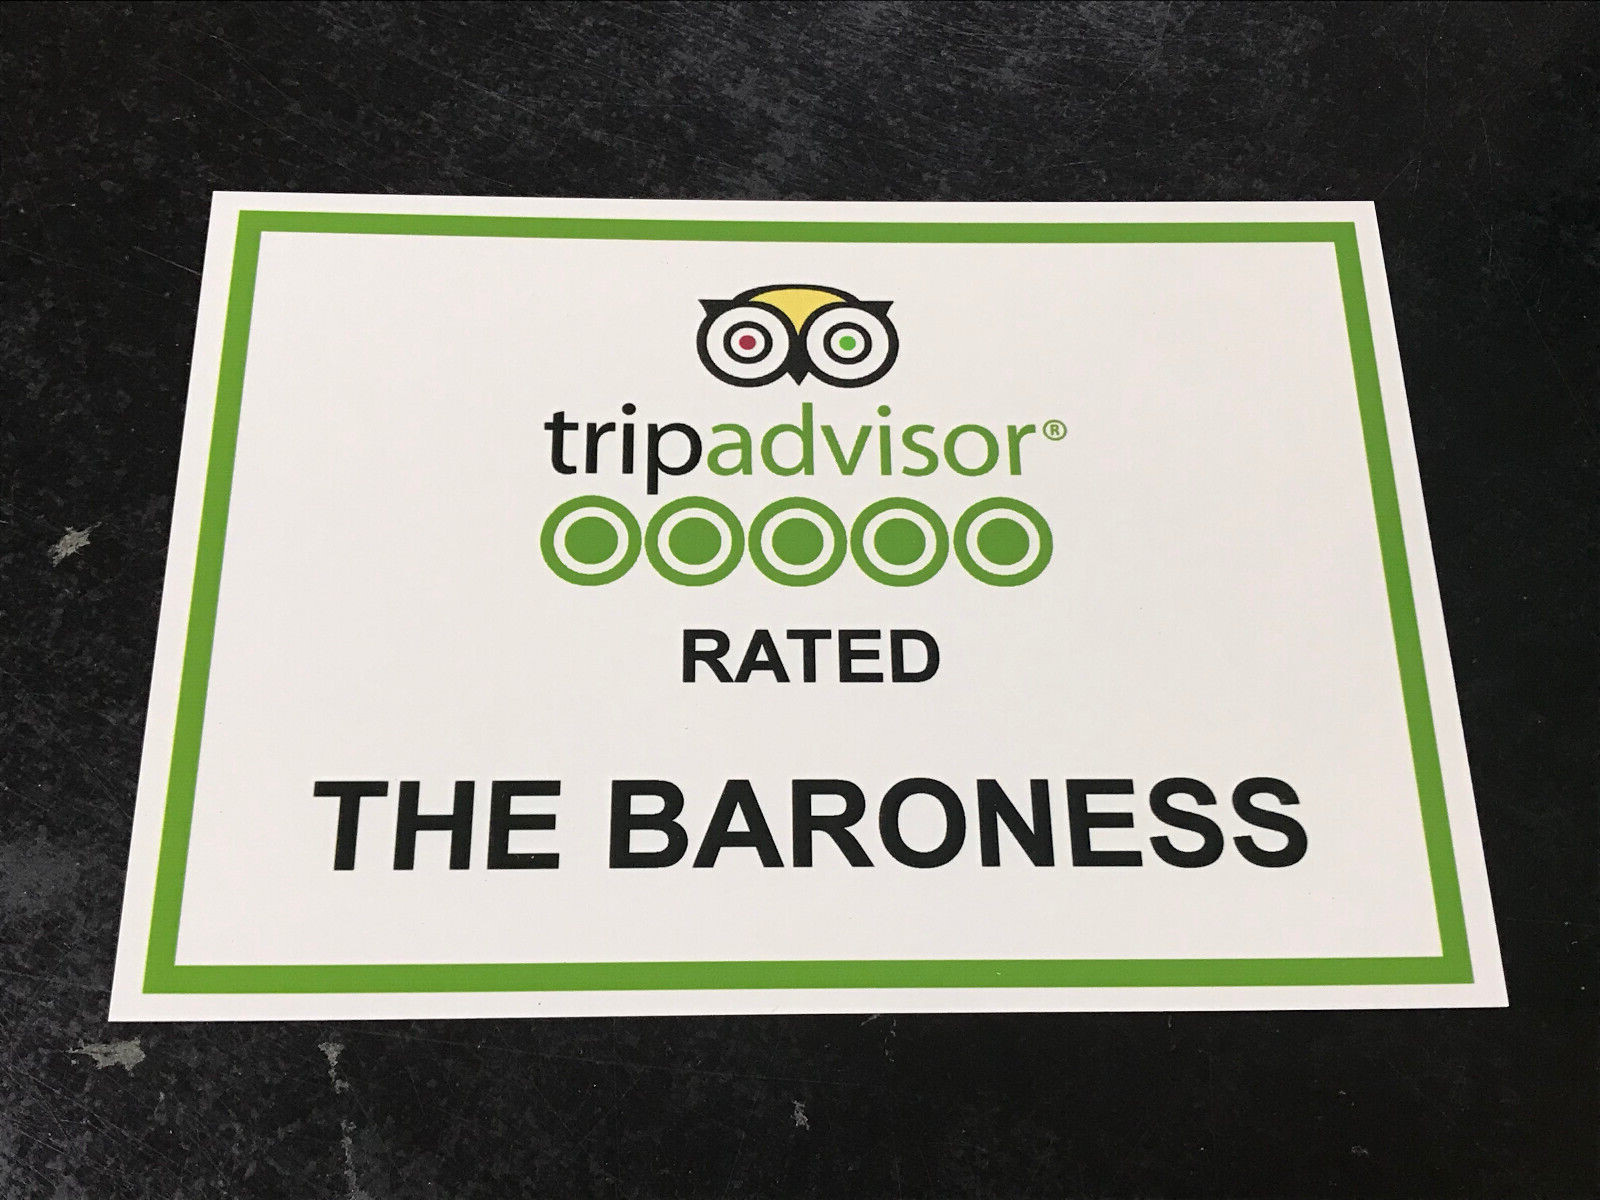 tripadvisor®
RATED
THE BARONESS